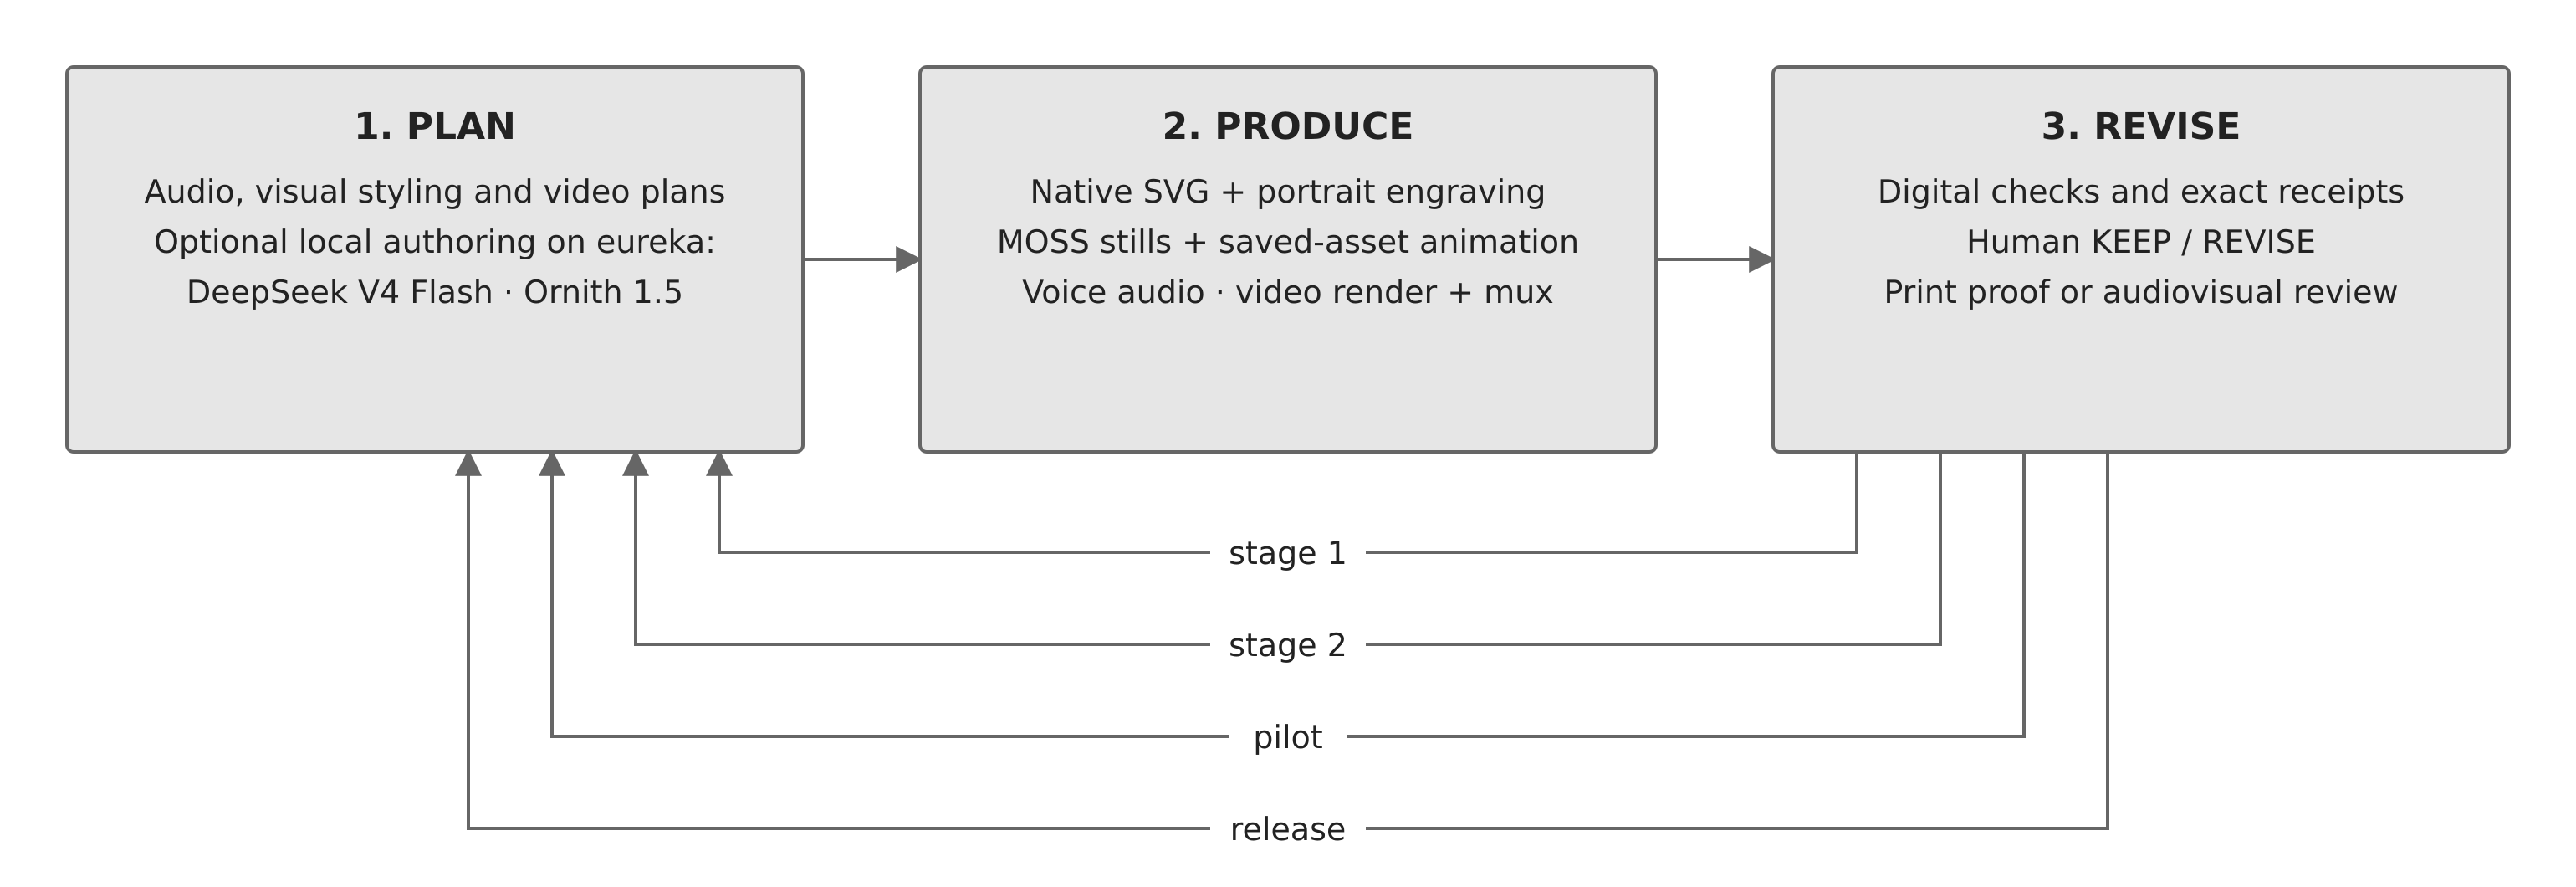 1. PLAN
Audio, visual styling and video plans
Optional local authoring on eureka:
DeepSeek V4 Flash · Ornith 1.5
2. PRODUCE
Native SVG + portrait engraving
MOSS stills + saved-asset animation
Voice audio · video render + mux
3. REVISE
Digital checks and exact receipts
Human KEEP / REVISE
Print proof or audiovisual review
stage 1
stage 2
pilot
release